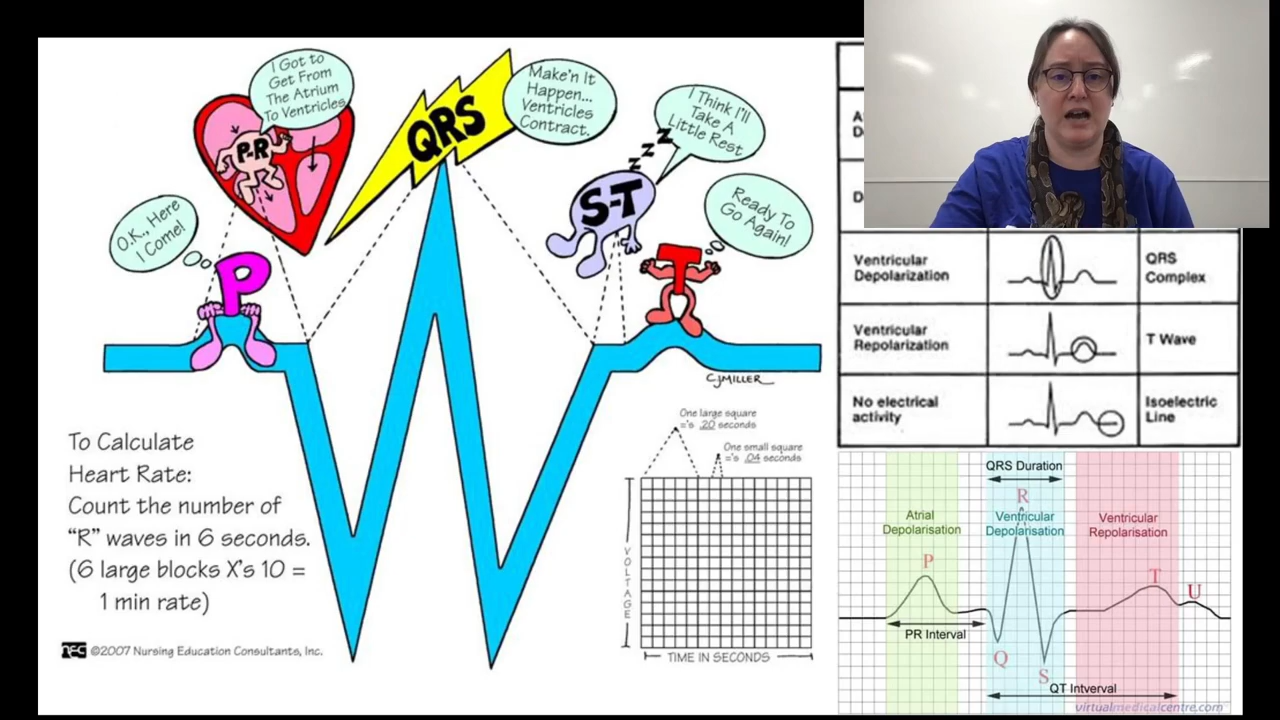 I Got to
Get From
The Atrium
To Ventricles
P-R
QRS
Make'n It
Happen...
Ventricles
Contract.
I Think I'll
Take A
Little Rest
z z z Z
S-T
O.K., Here
I Come!
P
Ready To
Go Again!
T
CJMILLER
To Calculate
Heart Rate:
Count the number of
“R” waves in 6 seconds.
(6 large blocks X's 10 =
1 min rate)
NEC ©2007 Nursing Education Consultants, Inc.
One large square
='s .20 seconds
One small square
='s .04 seconds
VOLTAGE
TIME IN SECONDS
Ventricular
Depolarization
QRS
Complex
Ventricular
Repolarization
T Wave
No electrical
activity
Isoelectric
Line
QRS Duration
R
Atrial
Depolarisation
Ventricular
Depolarisation
Ventricular
Repolarisation
P
T
U
PR Interval
Q
S
QT Intverval
virtualmedicalcentre.com